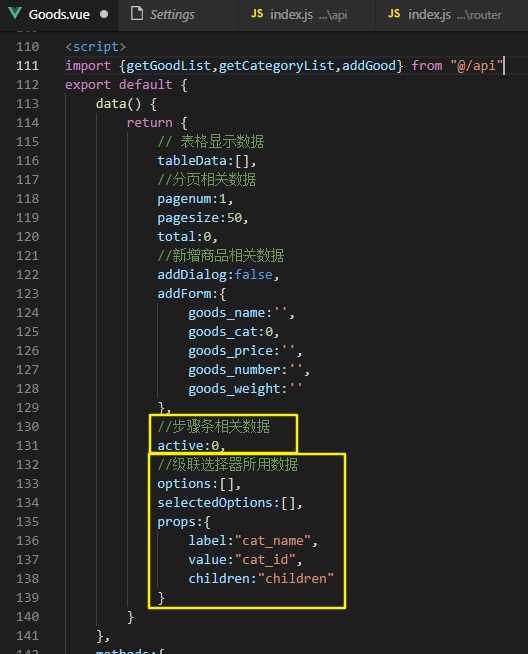 Goods.vue Settings JS index.js ...\api JS index.js ...\router
110 <script>
111 import {getGoodList,getCategoryList,addGood} from "@/api"
112 export default {
113 data() {
114 return {
115 // 表格显示数据
116 tableData:[],
117 //分页相关数据
118 pagenum:1,
119 pagesize:50,
120 total:0,
121 //新增商品相关数据
122 addDialog:false,
123 addForm:{
124 goods_name:'',
125 goods_cat:0,
126 goods_price:'',
127 goods_number:'',
128 goods_weight:''
129 },
130 //步骤条相关数据
131 active:0,
132 //级联选择器所用数据
133 options:[],
134 selectedOptions:[],
135 props:{
136 label:"cat_name",
137 value:"cat_id",
138 children:"children"
139 }
140 }
141 },